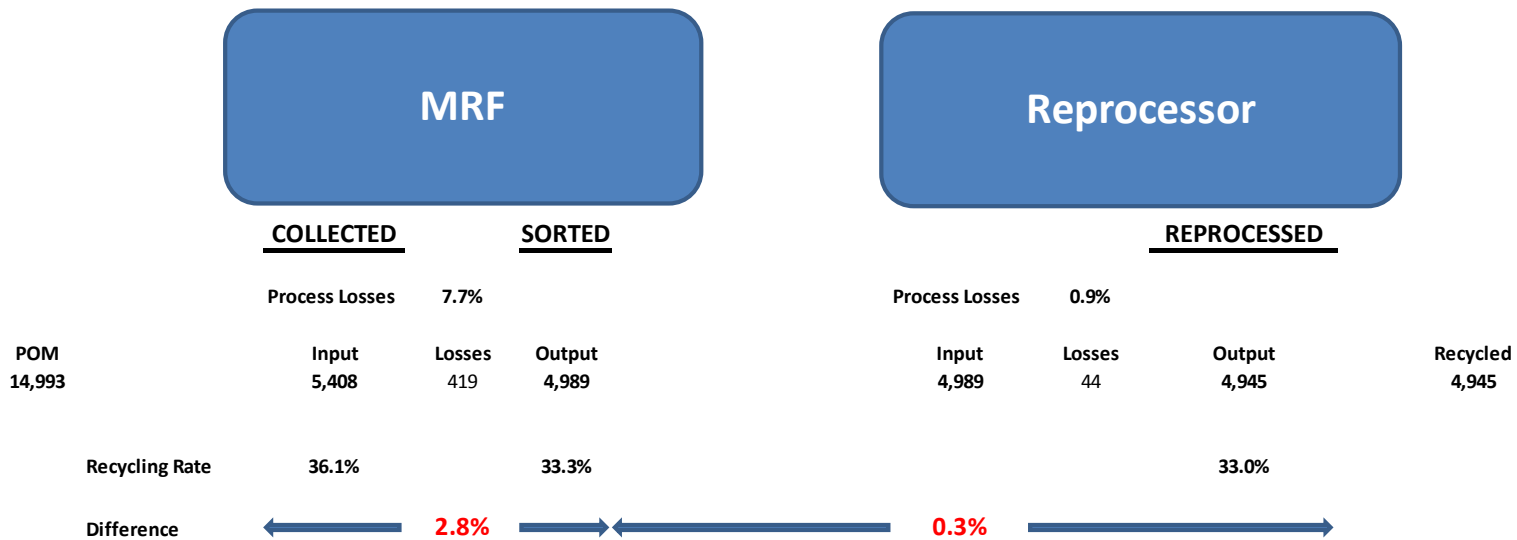 MRF Reprocessor
COLLECTED SORTED REPROCESSED
Process Losses 7.7% Process Losses 0.9%
POM Input Losses Output Input Losses Output Recycled
14,993 5,408 419 4,989 4,989 44 4,945 4,945
Recycling Rate 36.1% 33.3% 33.0%
Difference 2.8% 0.3%